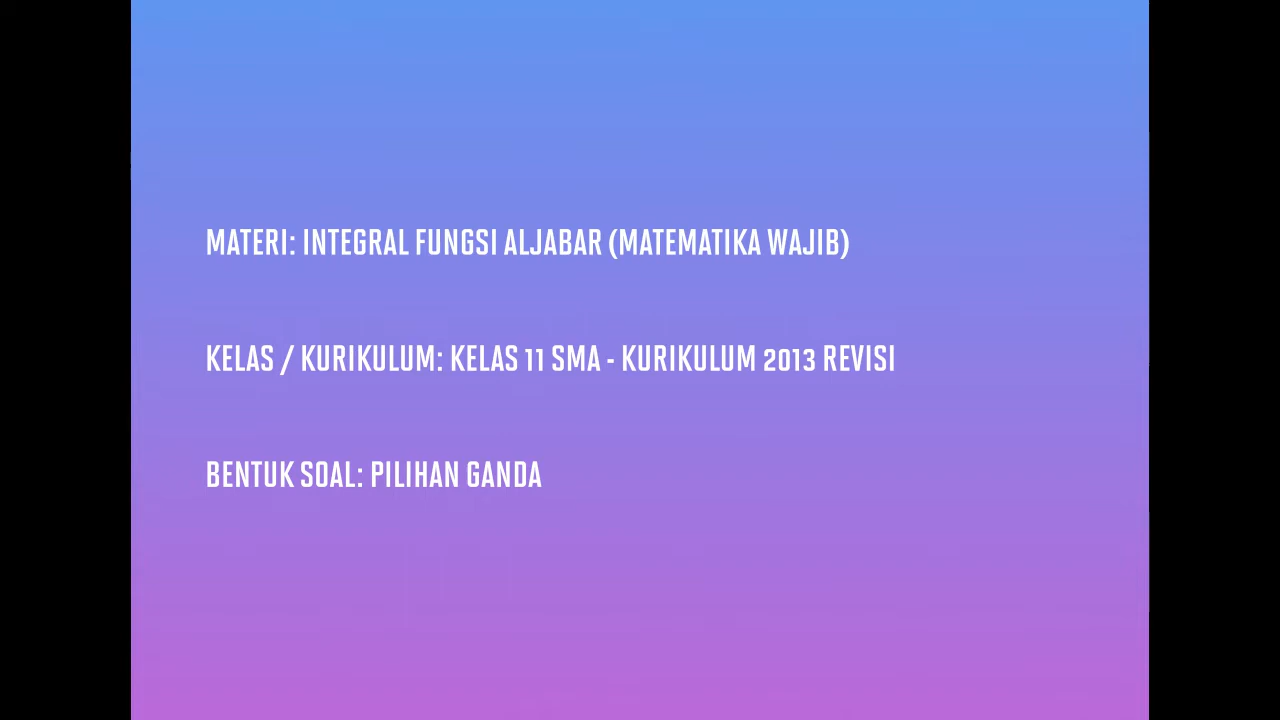 MATERI: INTEGRAL FUNGSI ALJABAR (MATEMATIKA WAJIB)
KELAS / KURIKULUM: KELAS 11 SMA - KURIKULUM 2013 REVISI
BENTUK SOAL: PILIHAN GANDA